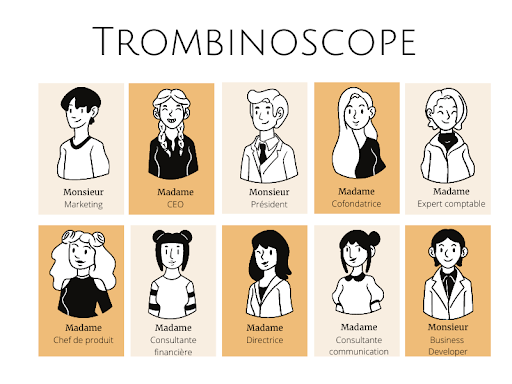 TROMBINOSCOPE
Monsieur
Marketing
Madame
CEO
Monsieur
Président
Madame
Cofondatrice
Madame
Expert comptable
Madame
Chef de produit
Madame
Consultante
financière
Madame
Directrice
Madame
Consultante
communication
Monsieur
Business
Developer